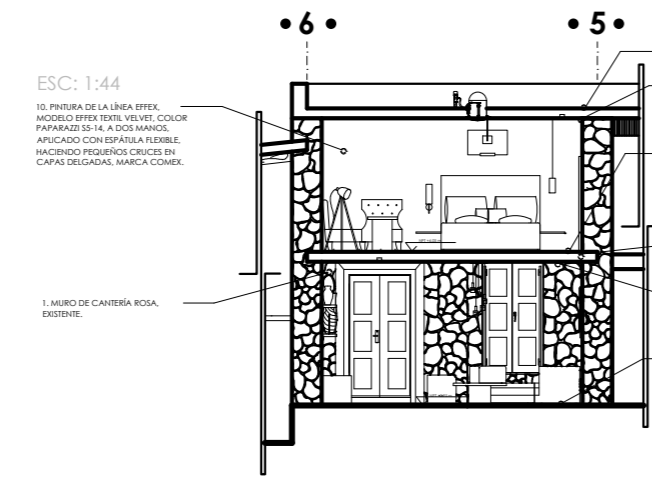 • 6 •
• 5 •
ESC: 1:44
10. PINTURA DE LA LÍNEA EFFEX,
MODELO EFFEX TEXTIL VELVET, COLOR
PAPARAZZI S5-14, A DOS MANOS,
APLICADO CON ESPÁTULA FLEXIBLE,
HACIENDO PEQUEÑOS CRUCES EN
CAPAS DELGADAS, MARCA COMEX.
1. MURO DE CANTERÍA ROSA,
EXISTENTE.